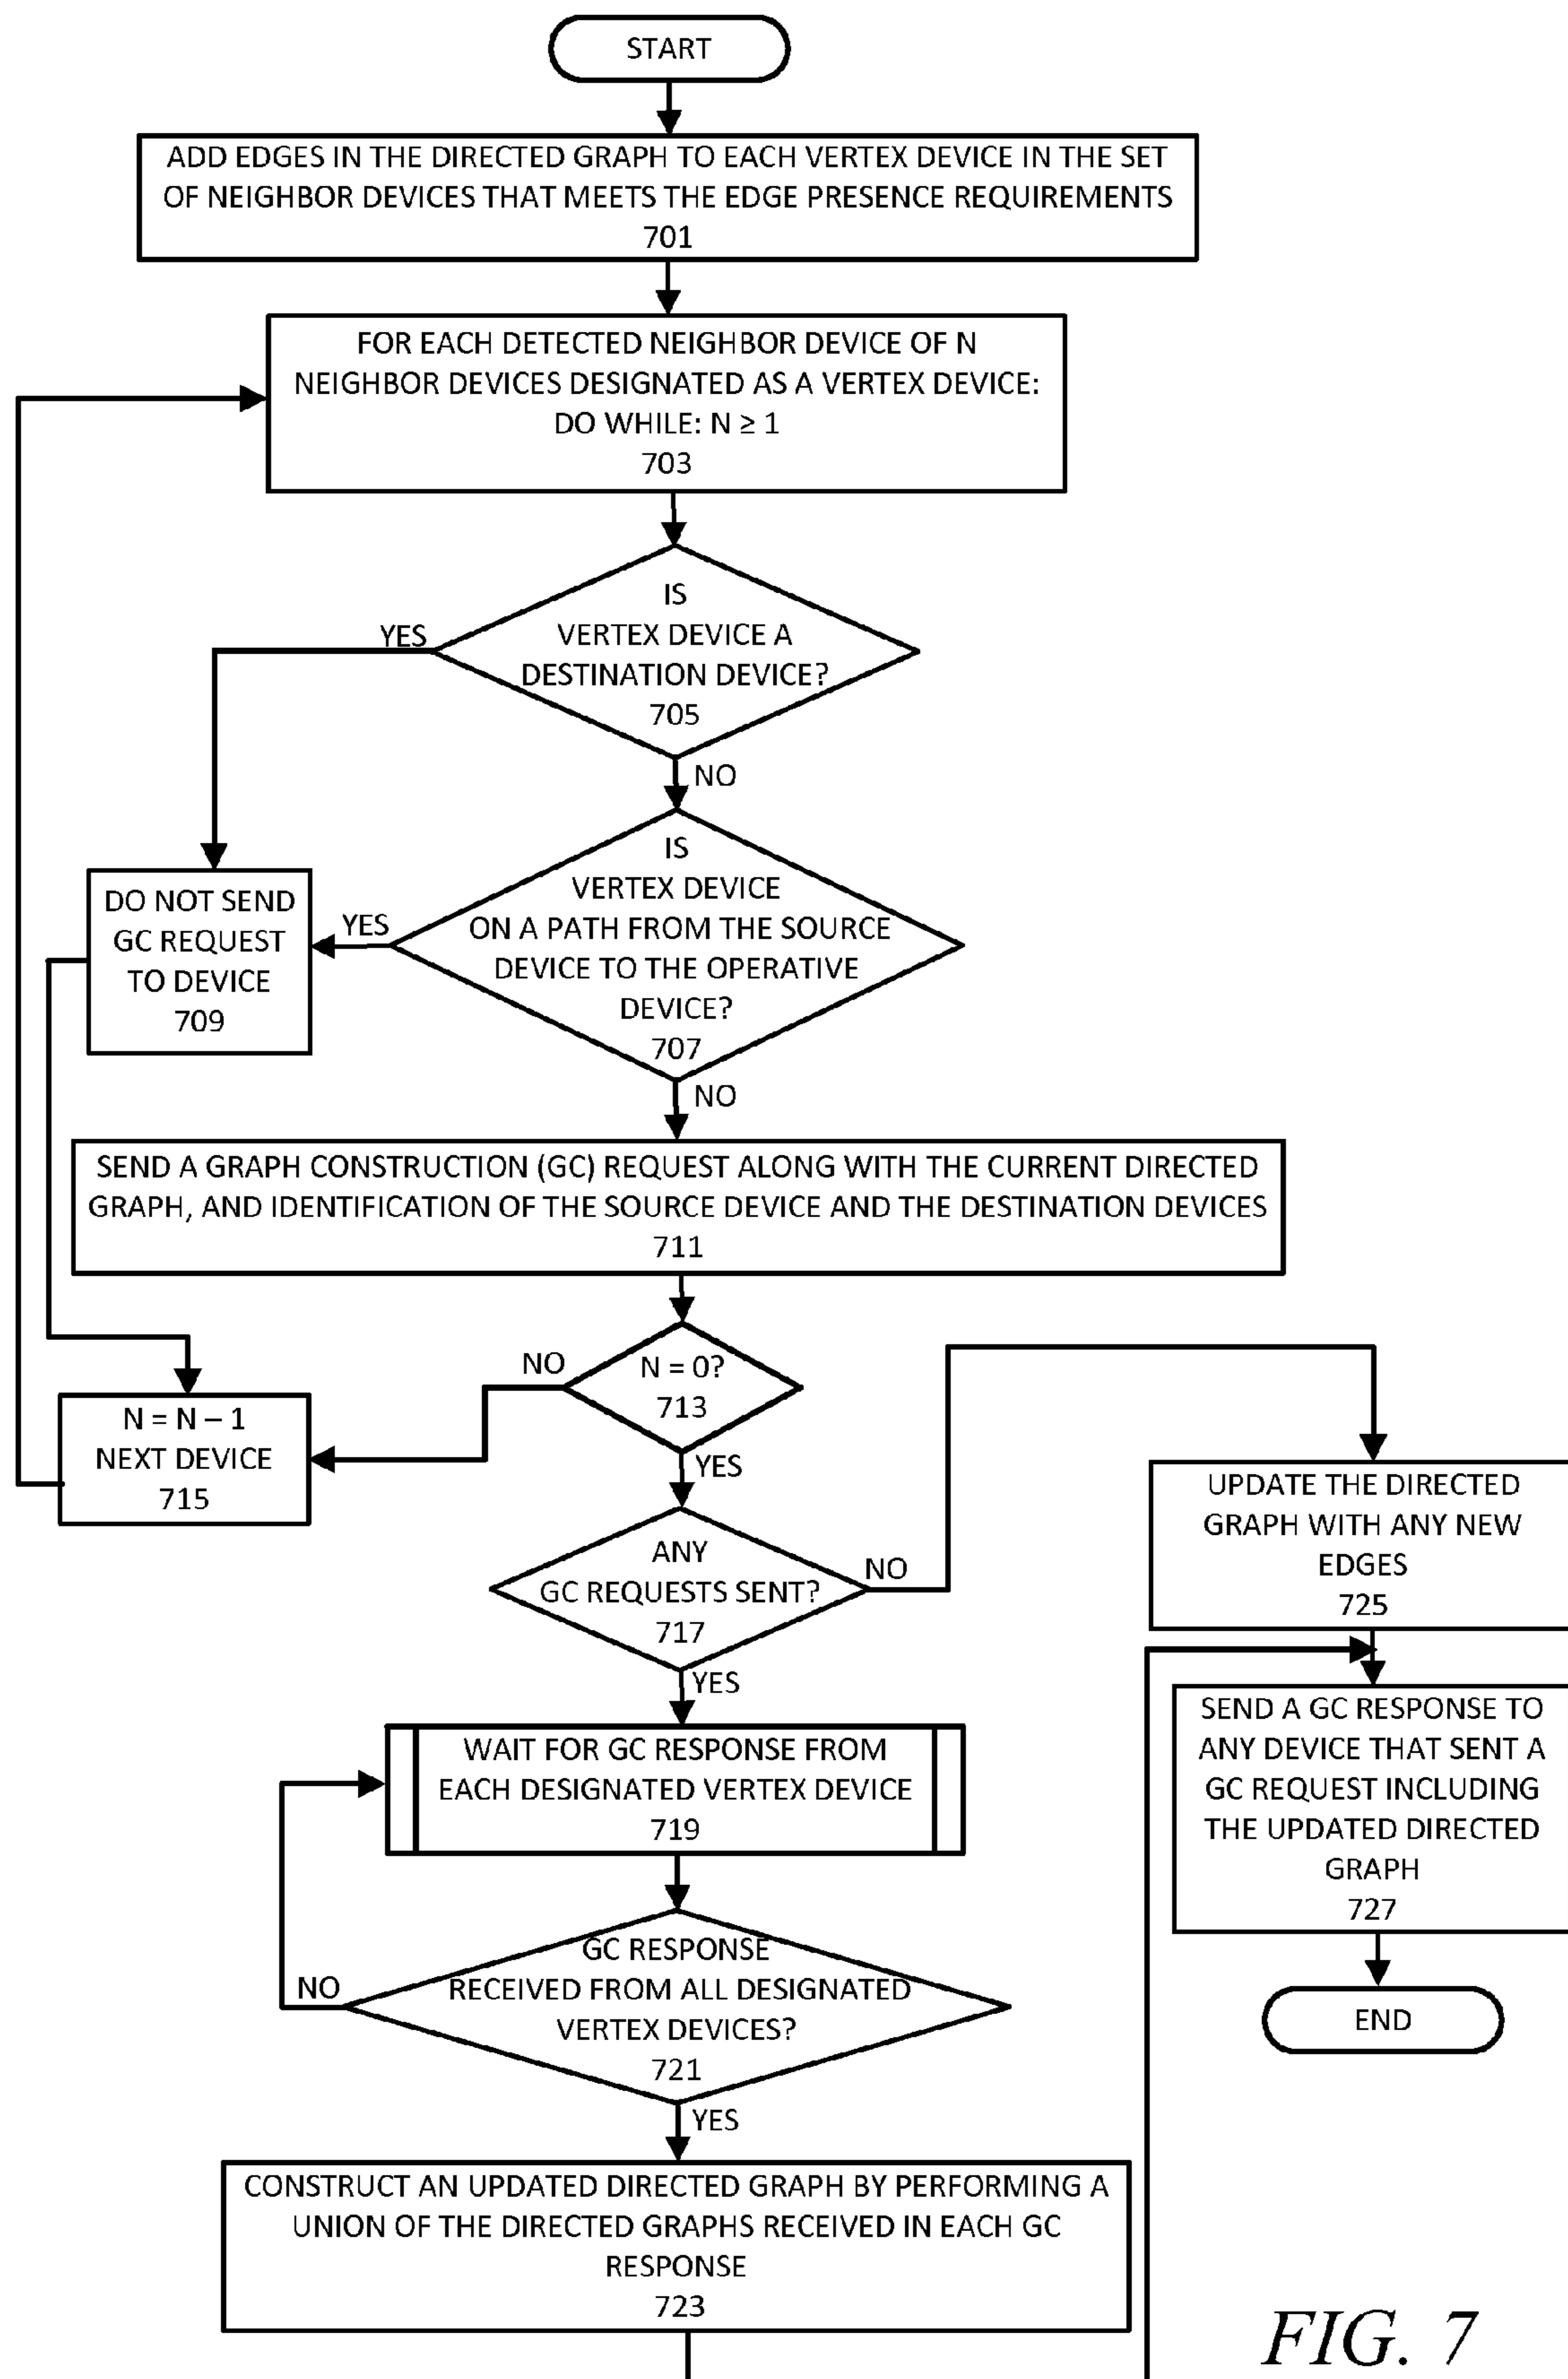 START
ADD EDGES IN THE DIRECTED GRAPH TO EACH VERTEX DEVICE IN THE SET
OF NEIGHBOR DEVICES THAT MEETS THE EDGE PRESENCE REQUIREMENTS
701
FOR EACH DETECTED NEIGHBOR DEVICE OF N
NEIGHBOR DEVICES DESIGNATED AS A VERTEX DEVICE:
DO WHILE: N ≥ 1
703
IS
VERTEX DEVICE A
DESTINATION DEVICE?
705
YES
NO
IS
VERTEX DEVICE
ON A PATH FROM THE SOURCE
DEVICE TO THE OPERATIVE
DEVICE?
707
YES
NO
DO NOT SEND
GC REQUEST
TO DEVICE
709
SEND A GRAPH CONSTRUCTION (GC) REQUEST ALONG WITH THE CURRENT DIRECTED
GRAPH, AND IDENTIFICATION OF THE SOURCE DEVICE AND THE DESTINATION DEVICES
711
N = 0?
713
NO
YES
N = N – 1
NEXT DEVICE
715
ANY
GC REQUESTS SENT?
717
NO
YES
UPDATE THE DIRECTED
GRAPH WITH ANY NEW
EDGES
725
SEND A GC RESPONSE TO
ANY DEVICE THAT SENT A
GC REQUEST INCLUDING
THE UPDATED DIRECTED
GRAPH
727
END
WAIT FOR GC RESPONSE FROM
EACH DESIGNATED VERTEX DEVICE
719
GC RESPONSE
RECEIVED FROM ALL DESIGNATED
VERTEX DEVICES?
721
NO
YES
CONSTRUCT AN UPDATED DIRECTED GRAPH BY PERFORMING A
UNION OF THE DIRECTED GRAPHS RECEIVED IN EACH GC
RESPONSE
723
FIG. 7